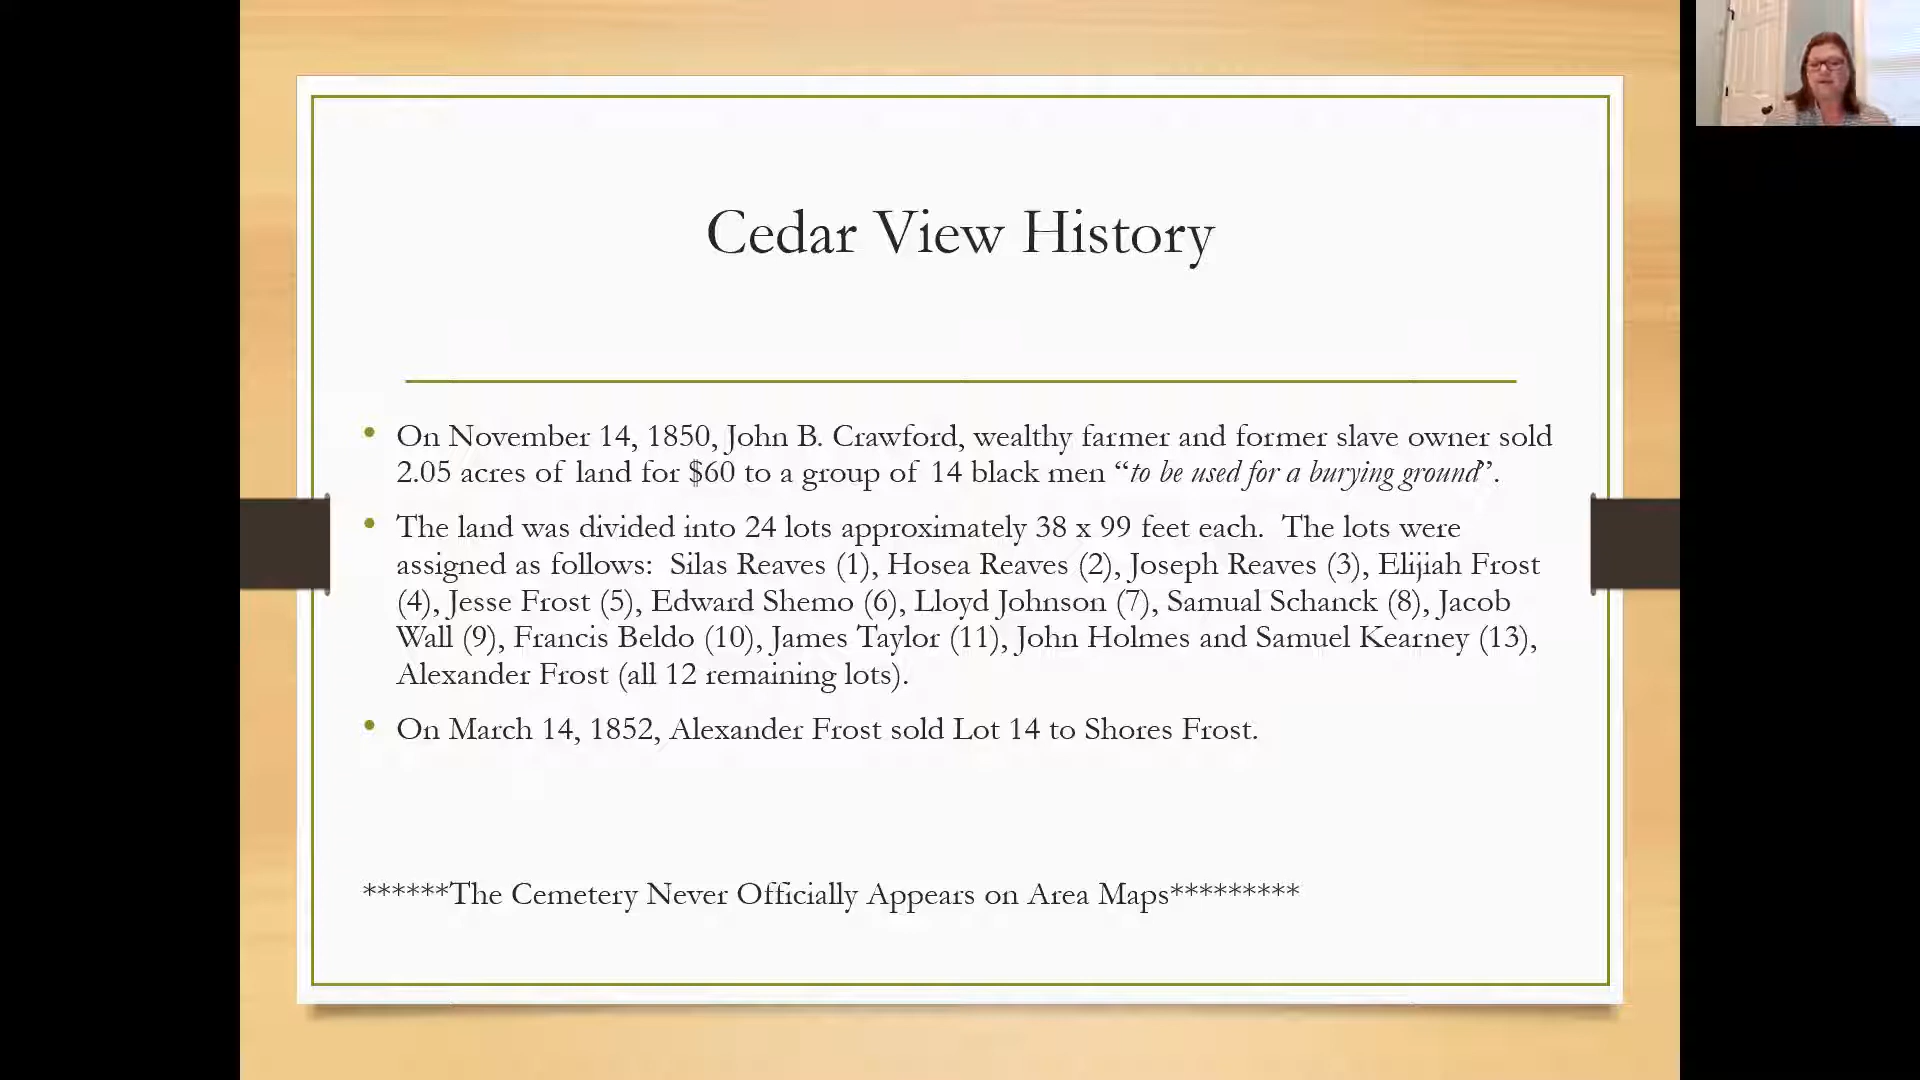 Cedar View History
• On November 14, 1850, John B. Crawford, wealthy farmer and former slave owner sold
2.05 acres of land for $60 to a group of 14 black men “to be used for a burying ground”.
• The land was divided into 24 lots approximately 38 x 99 feet each. The lots were
assigned as follows: Silas Reaves (1), Hosea Reaves (2), Joseph Reaves (3), Elijiah Frost
(4), Jesse Frost (5), Edward Shemo (6), Lloyd Johnson (7), Samual Schanck (8), Jacob
Wall (9), Francis Beldo (10), James Taylor (11), John Holmes and Samuel Kearney (13),
Alexander Frost (all 12 remaining lots).
• On March 14, 1852, Alexander Frost sold Lot 14 to Shores Frost.
******The Cemetery Never Officially Appears on Area Maps*********